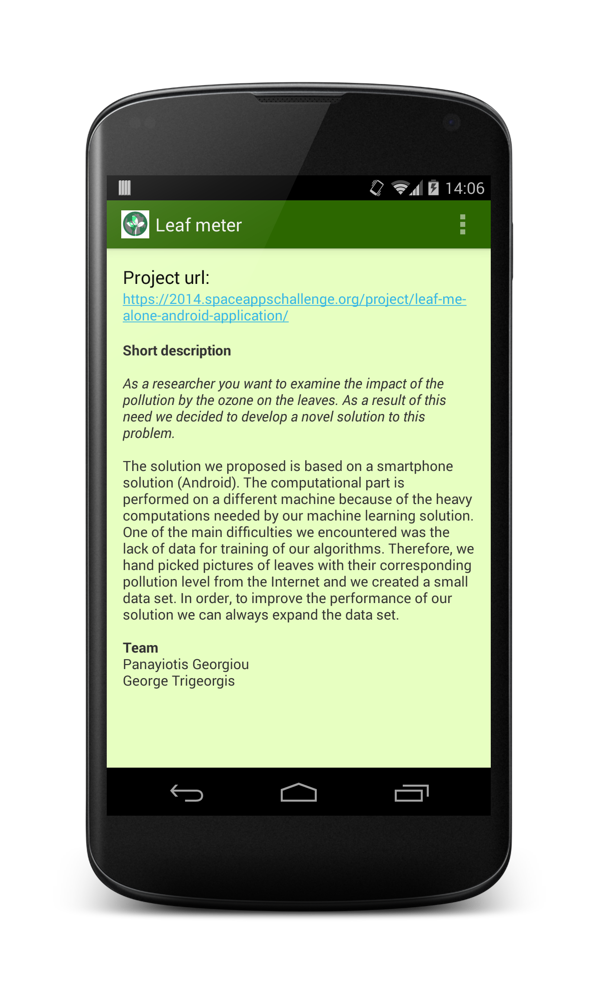 14:06
Leaf meter
Project url:
https://2014.spaceappschallenge.org/project/leaf-me-
alone-android-application/
Short description
As a researcher you want to examine the impact of the
pollution by the ozone on the leaves. As a result of this
need we decided to develop a novel solution to this
problem.
The solution we proposed is based on a smartphone
solution (Android). The computational part is
performed on a different machine because of the heavy
computations needed by our machine learning solution.
One of the main difficulties we encountered was the
lack of data for training of our algorithms. Therefore, we
hand picked pictures of leaves with their corresponding
pollution level from the Internet and we created a small
data set. In order, to improve the performance of our
solution we can always expand the data set.
Team
Panayiotis Georgiou
George Trigeorgis